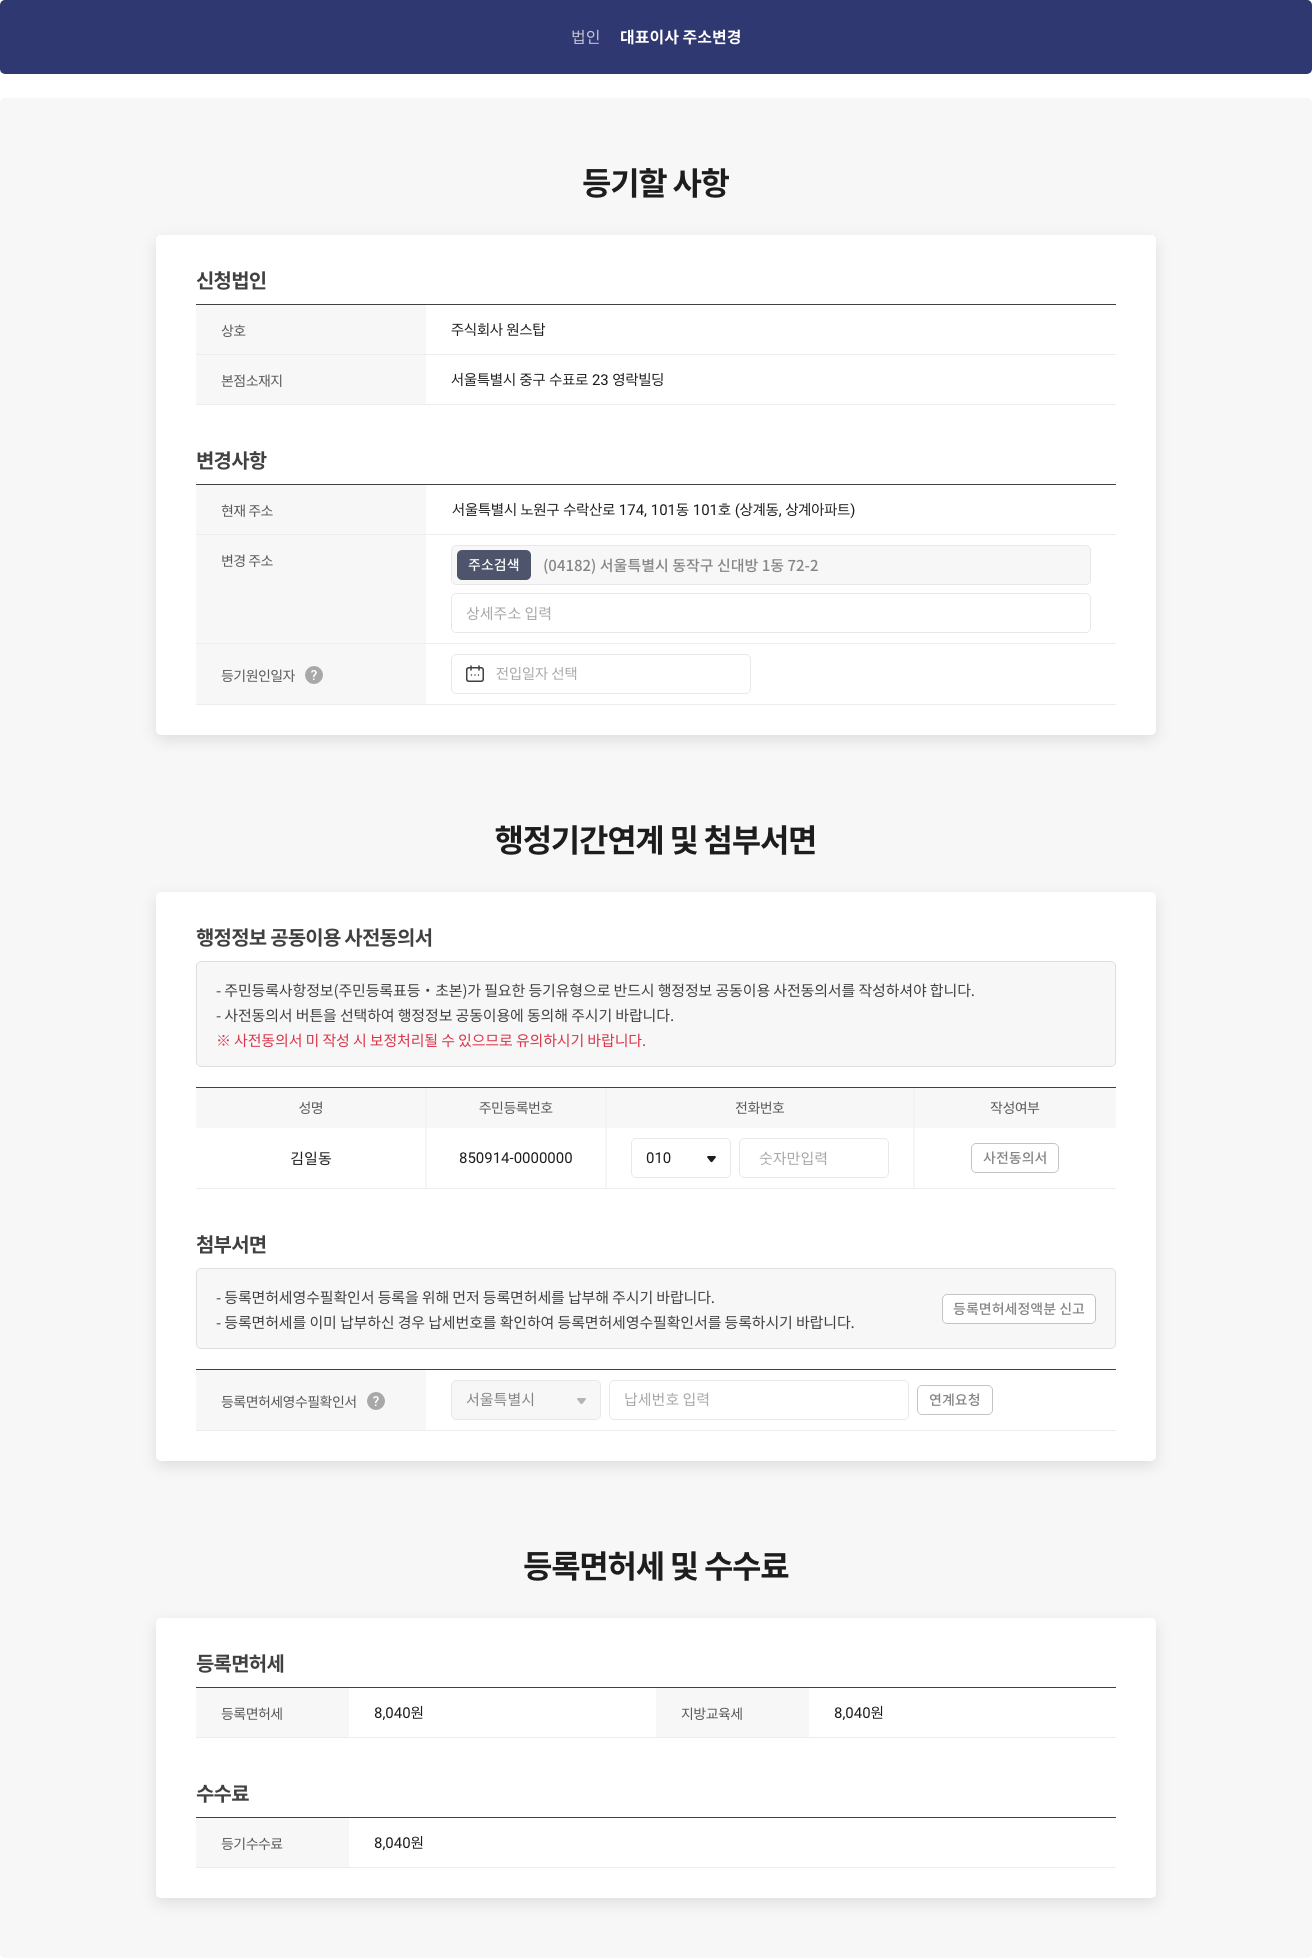 법인 대표이사 주소변경
등기할 사항
신청법인
상호 주식회사 원스탑
본점소재지 서울특별시 중구 수표로 23 영락빌딩
변경사항
현재 주소 서울특별시 노원구 수락산로 174, 101동 101호 (상계동, 상계아파트)
변경 주소 주소검색 (04182) 서울특별시 동작구 신대방 1동 72-2
상세주소 입력
등기원인일자 ? 전입일자 선택
행정기간연계 및 첨부서면
행정정보 공동이용 사전동의서
- 주민등록사항정보(주민등록표등・초본)가 필요한 등기유형으로 반드시 행정정보 공동이용 사전동의서를 작성하셔야 합니다.
- 사전동의서 버튼을 선택하여 행정정보 공동이용에 동의해 주시기 바랍니다.
※ 사전동의서 미 작성 시 보정처리될 수 있으므로 유의하시기 바랍니다.
성명 주민등록번호 전화번호 작성여부
김일동 850914-0000000 010 숫자만입력 사전동의서
첨부서면
- 등록면허세영수필확인서 등록을 위해 먼저 등록면허세를 납부해 주시기 바랍니다.
- 등록면허세를 이미 납부하신 경우 납세번호를 확인하여 등록면허세영수필확인서를 등록하시기 바랍니다.
등록면허세정액분 신고
등록면허세영수필확인서 ? 서울특별시 납세번호 입력 연계요청
등록면허세 및 수수료
등록면허세
등록면허세 8,040원 지방교육세 8,040원
수수료
등기수수료 8,040원